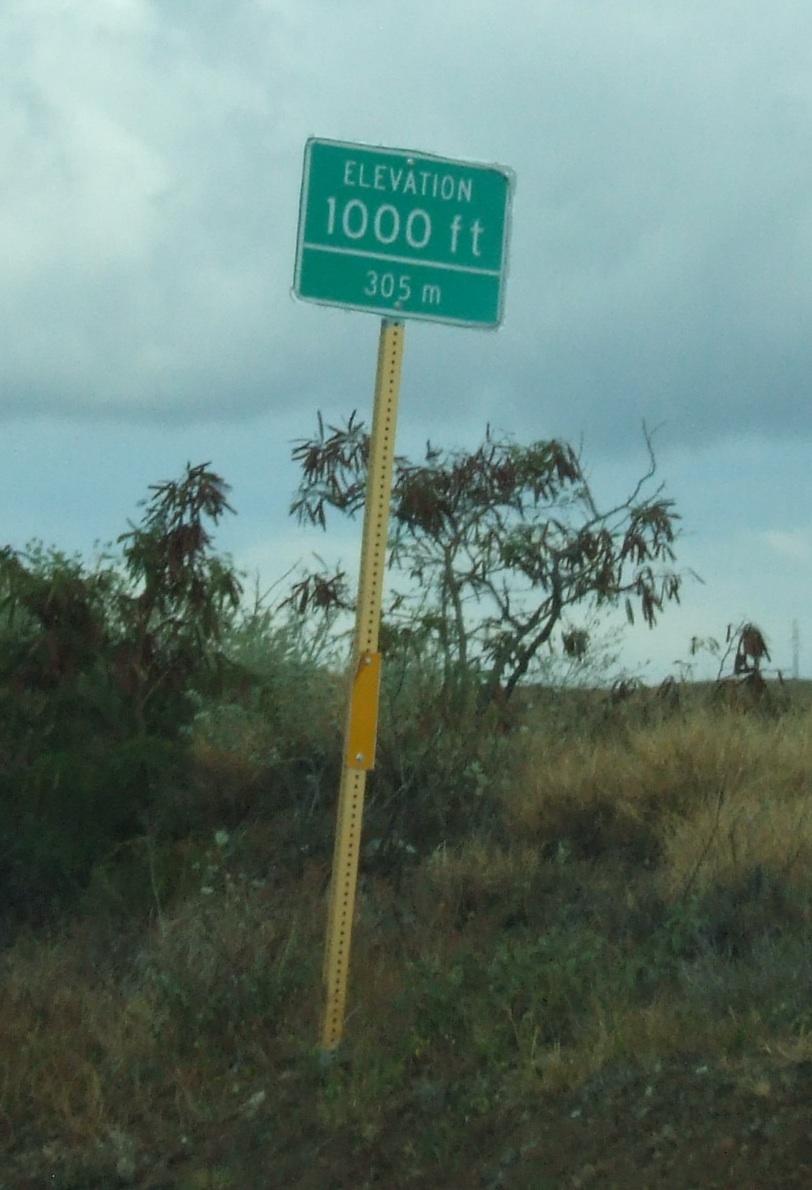 ELEVATION
1000 ft
305 m